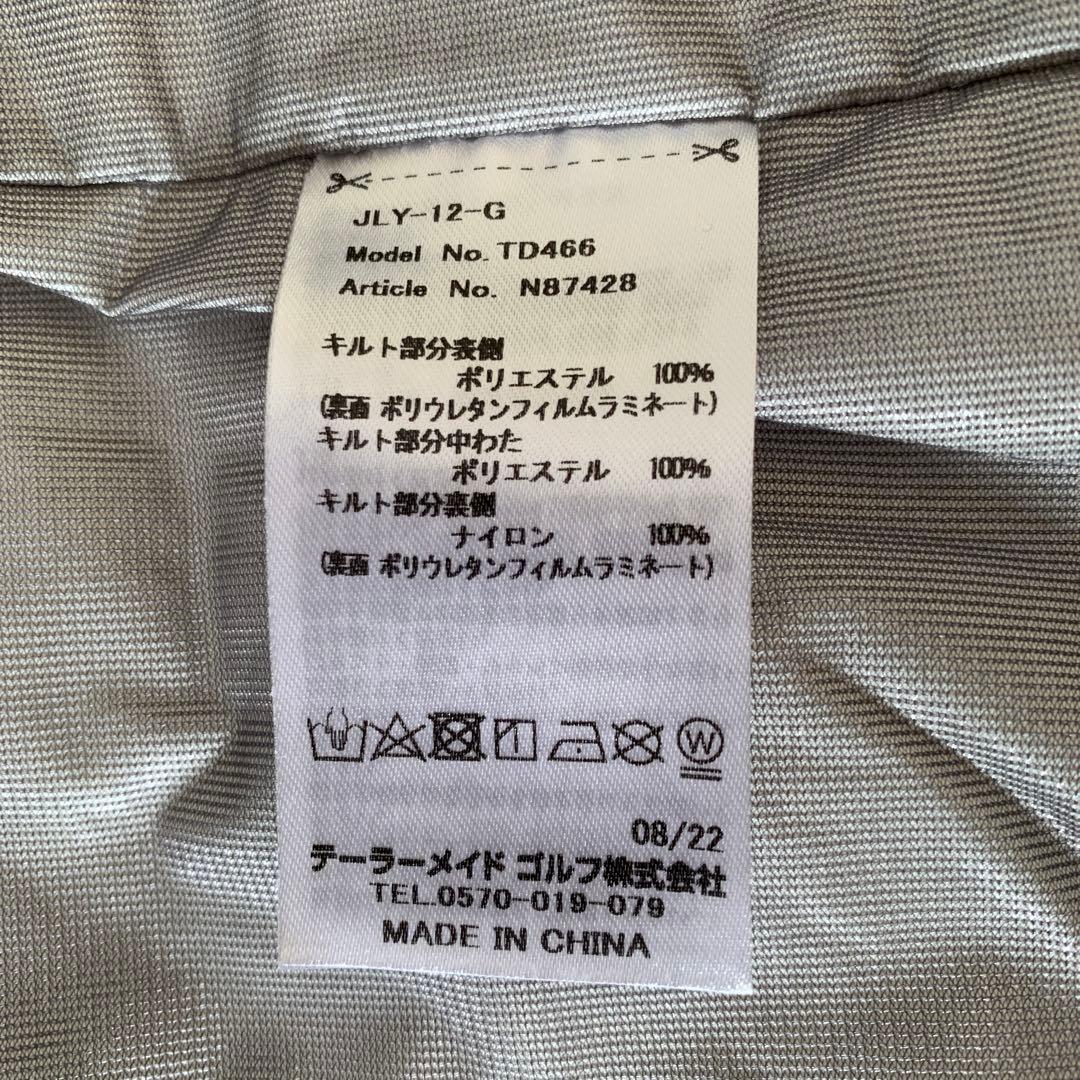 JLY-12-G
Model No. TD466
Article No. N87428
キルト部分表側
ポリエステル 100%
(裏面 ポリウレタンフィルムラミネート)
キルト部分中わた
ポリエステル 100%
キルト部分裏側
ナイロン 100%
(裏面 ポリウレタンフィルムラミネート)
W
08/22
テーラーメイド ゴルフ株式会社
TEL.0570-019-079
MADE IN CHINA